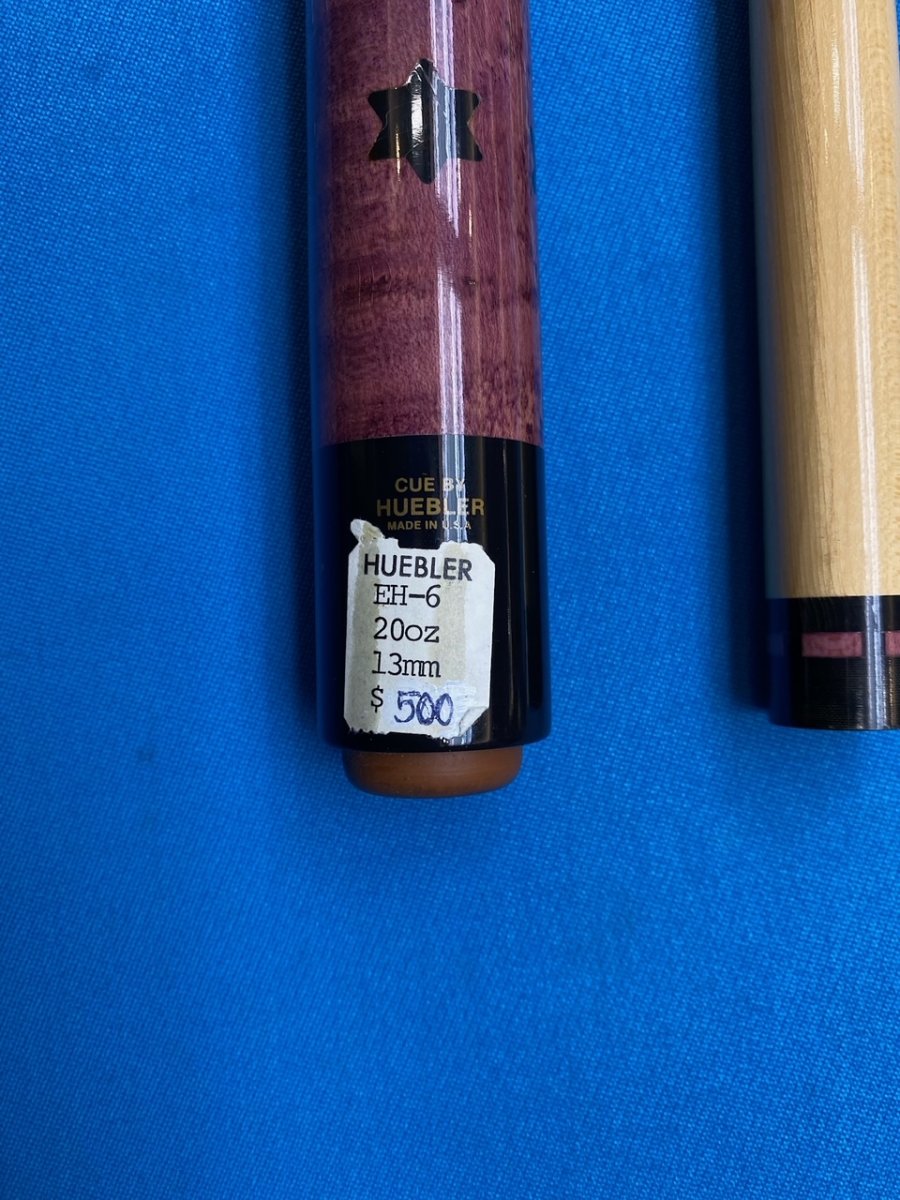 CUE BY
HUEBLER
MADE IN U.S.A
HUEBLER
EH-6
20oz
13mm
$ 500